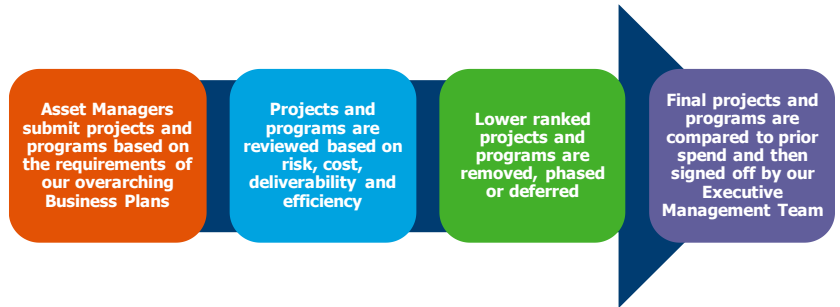 Asset Managers
submit projects and
programs based on
the requirements of
our overarching
Business Plans
Projects and
programs are
reviewed based on
risk, cost,
deliverability and
efficiency
Lower ranked
projects and
programs are
removed, phased
or deferred
Final projects and
programs are
compared to prior
spend and then
signed off by our
Executive
Management Team